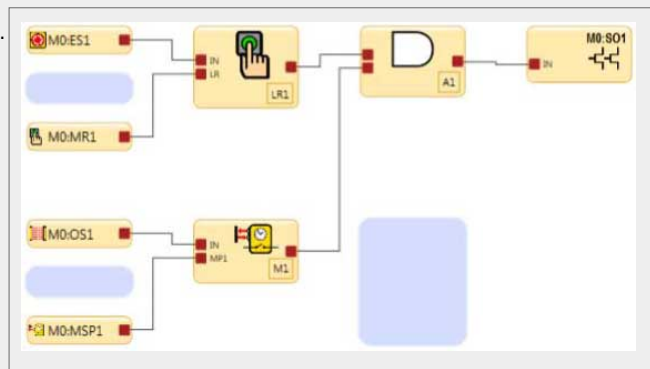 .
M0:ES1
IN
LR
LR1
M0:MR1
A1
M0:SO1
IN
M0:OS1
IN
MP1
M1
M0:MSP1